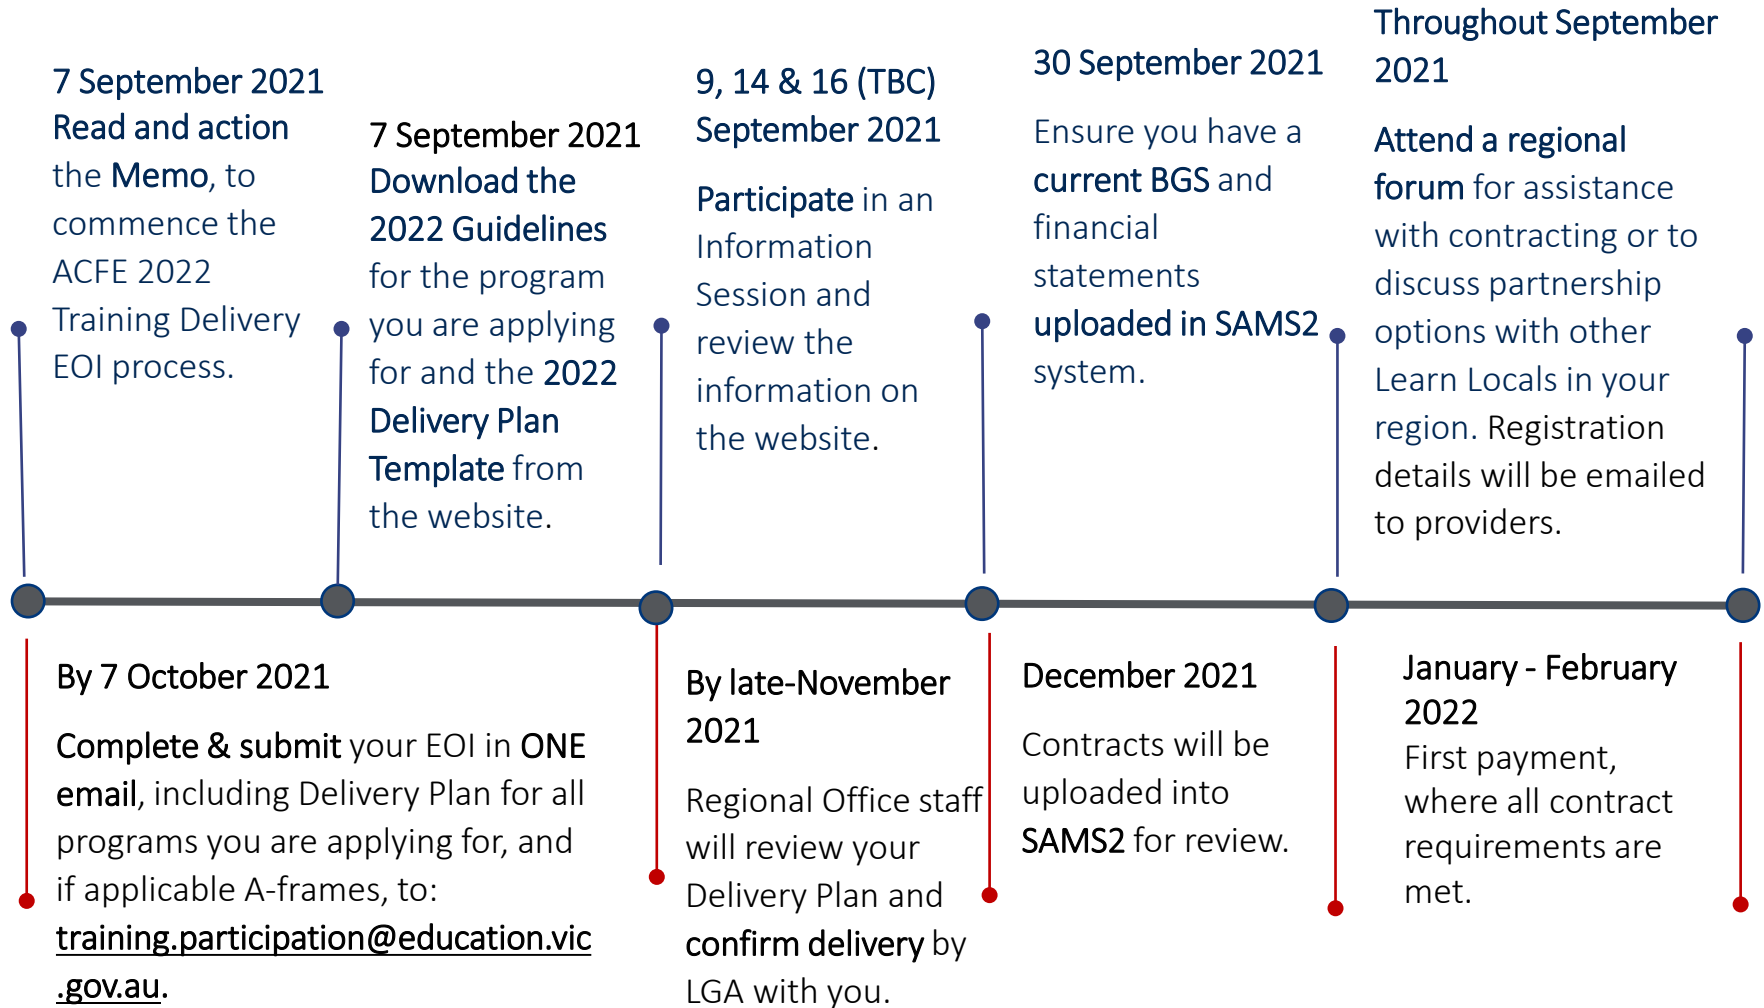 7 September 2021
Read and action
the Memo, to
commence the
ACFE 2022
Training Delivery
EOI process.
7 September 2021
Download the
2022 Guidelines
for the program
you are applying
for and the 2022
Delivery Plan
Template from
the website.
9, 14 & 16 (TBC)
September 2021
Participate in an
Information
Session and
review the
information on
the website.
30 September 2021
Ensure you have a
current BGS and
financial
statements
uploaded in SAMS2
system.
Throughout September
2021
Attend a regional
forum for assistance
with contracting or to
discuss partnership
options with other
Learn Locals in your
region. Registration
details will be emailed
to providers.
By 7 October 2021
Complete & submit your EOI in ONE
email, including Delivery Plan for all
programs you are applying for, and
if applicable A-frames, to:
training.participation@education.vic
.gov.au.
By late-November
2021
Regional Office staff
will review your
Delivery Plan and
confirm delivery by
LGA with you.
December 2021
Contracts will be
uploaded into
SAMS2 for review.
January - February
2022
First payment,
where all contract
requirements are
met.